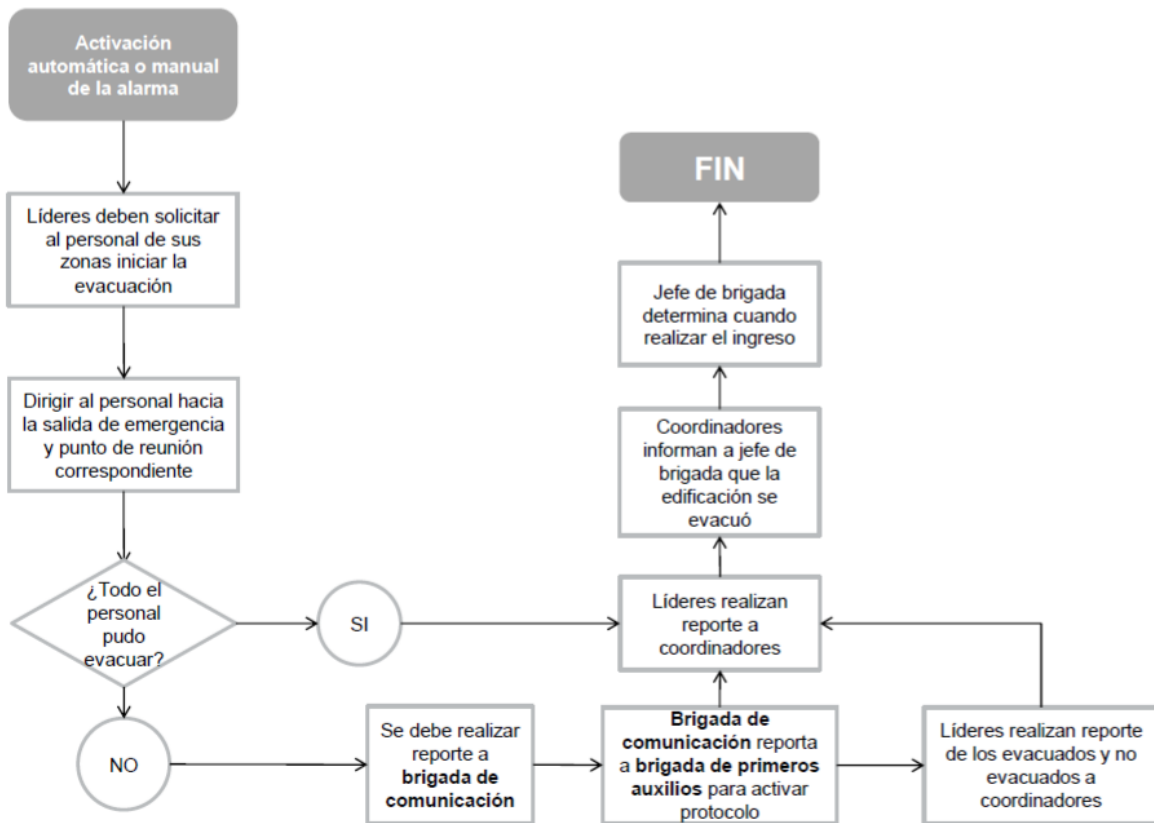 Activación
automática o manual
de la alarma
Líderes deben solicitar
al personal de sus
zonas iniciar la
evacuación
Dirigir al personal hacia
la salida de emergencia
y punto de reunión
correspondiente
¿Todo el
personal
pudo
evacuar?
SI
NO
Se debe realizar
reporte a
brigada de
comunicación
Brigada de
comunicación reporta
a brigada de primeros
auxilios para activar
protocolo
Líderes realizan reporte
de los evacuados y no
evacuados a
coordinadores
Líderes realizan
reporte a
coordinadores
Coordinadores
informan a jefe de
brigada que la
edificación se
evacuó
Jefe de brigada
determina cuando
realizar el ingreso
FIN